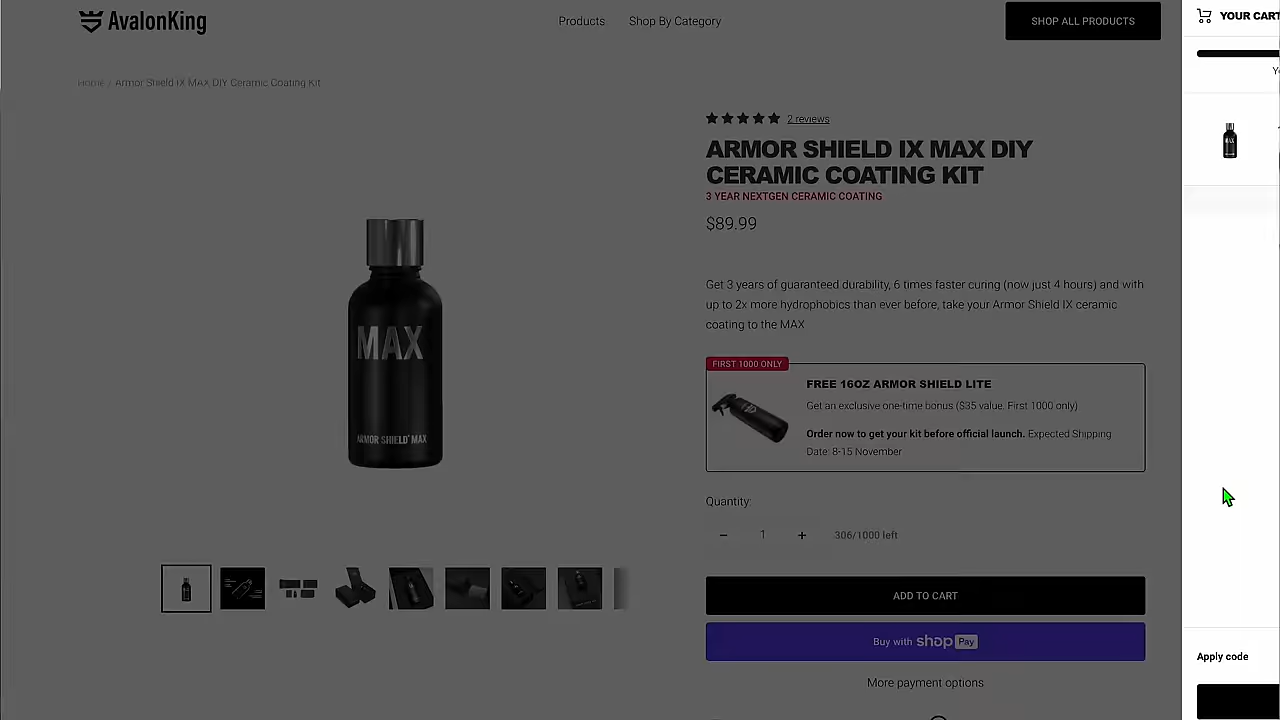 AvalonKing
Products
Shop By Category
SHOP ALL PRODUCTS
YOUR CART
Home / Armor Shield IX MAX DIY Ceramic Coating Kit
2 reviews
ARMOR SHIELD IX MAX DIY
CERAMIC COATING KIT
3 YEAR NEXTGEN CERAMIC COATING
$89.99
Get 3 years of guaranteed durability, 6 times faster curing (now just 4 hours) and with
up to 2x more hydrophobics than ever before, take your Armor Shield IX ceramic
coating to the MAX
MAX
ARMOR SHIELD MAX
FIRST 1000 ONLY
FREE 16OZ ARMOR SHIELD LITE
Get an exclusive one-time bonus ($35 value. First 1000 only)
Order now to get your kit before official launch. Expected Shipping
Date: 8-15 November
Quantity:
− 1 + 306/1000 left
ADD TO CART
Buy with shop Pay
More payment options
MAX
Apply code